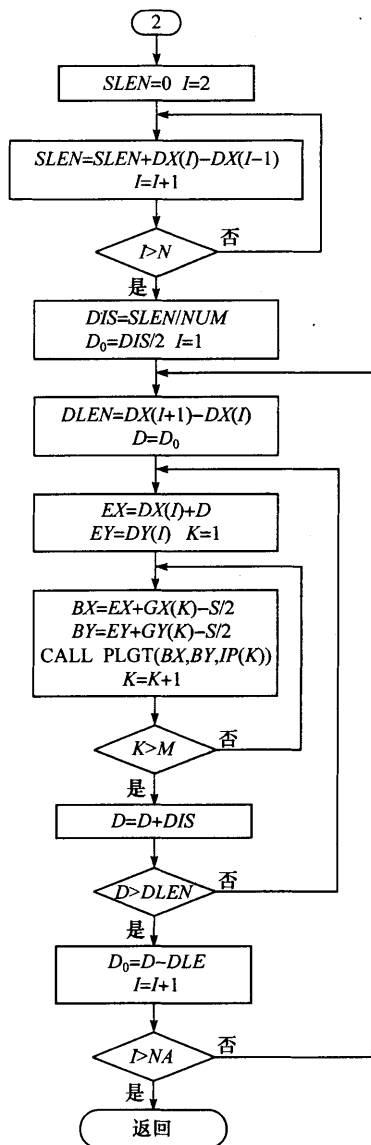 2
SLEN=0 I=2
SLEN=SLEN+DX(I)-DX(I-1)
I=I+1
I>N
否
是
DIS=SLEN/NUM
D₀=DIS/2 I=1
DLEN=DX(I+1)-DX(I)
D=D₀
EX=DX(I)+D
EY=DY(I) K=1
BX=EX+GX(K)-S/2
BY=EY+GY(K)-S/2
CALL PLGT(BX,BY,IP(K))
K=K+1
K>M
否
是
D=D+DIS
D>DLEN
否
是
D₀=D-DLE
I=I+1
I>NA
否
是
返回